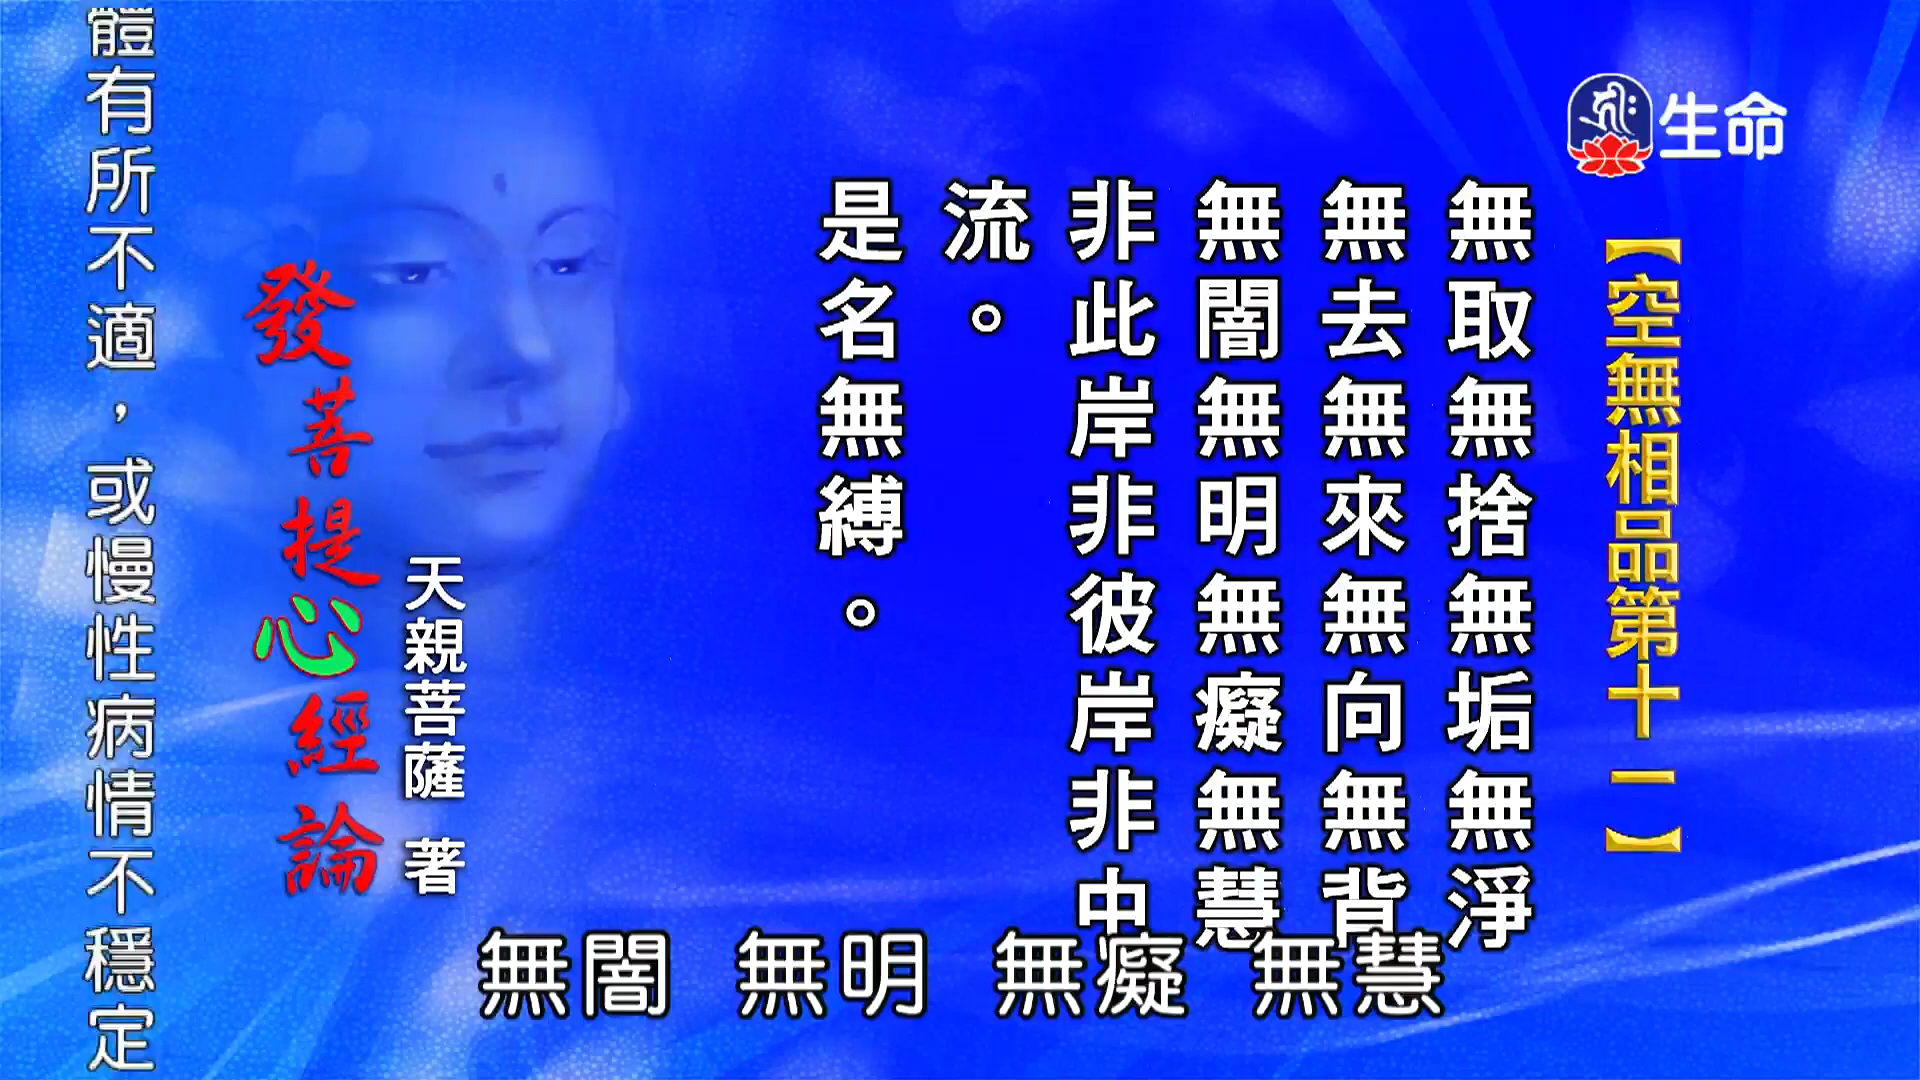 生命
【空無相品第十一】
無取無捨無垢無淨
無去無來無向無背
無闇無明無癡無慧
非此岸非彼岸非中
流。
是名無縛。
天親菩薩 著
發菩提心經論
體有所不適，或慢性病情不穩定
無闇 無明 無癡 無慧